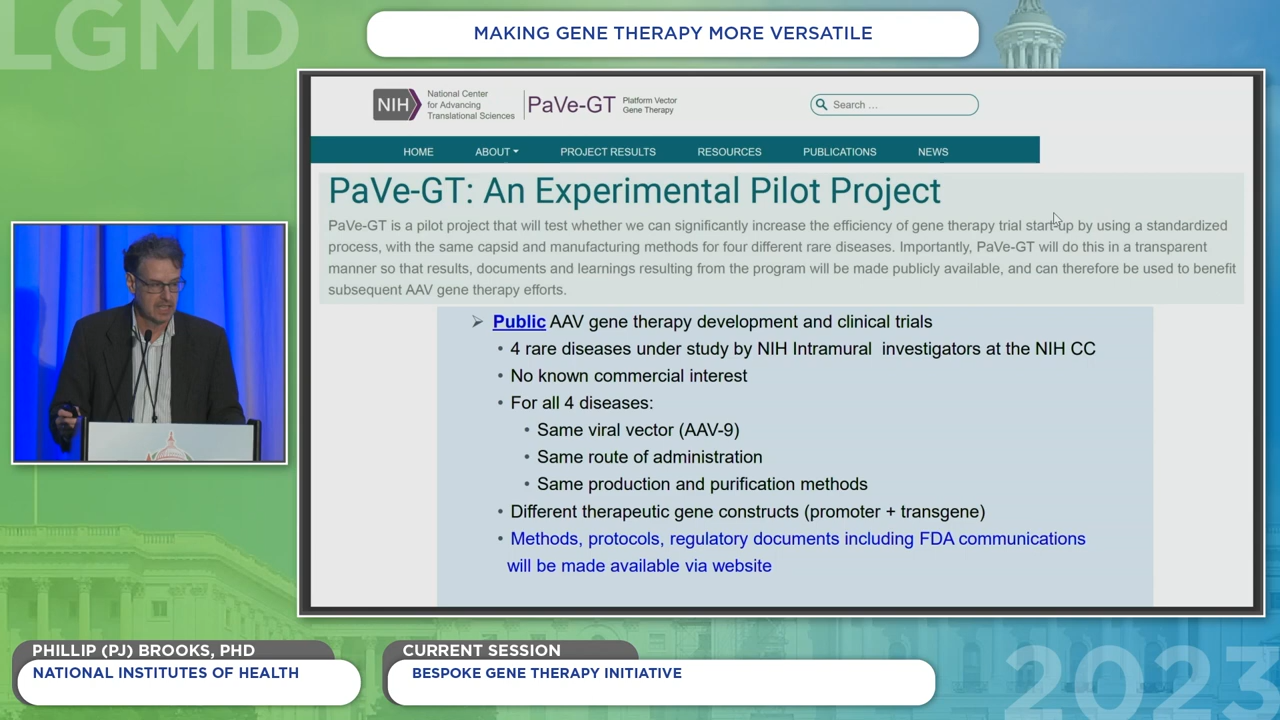 LGMD
MAKING GENE THERAPY MORE VERSATILE
NIH
National Center
for Advancing
Translational Sciences
PaVe-GT
Platform Vector
Gene Therapy
Search ...
HOME
ABOUT
PROJECT RESULTS
RESOURCES
PUBLICATIONS
NEWS
PaVe-GT: An Experimental Pilot Project
PaVe-GT is a pilot project that will test whether we can significantly increase the efficiency of gene therapy trial start-up by using a standardized
process, with the same capsid and manufacturing methods for four different rare diseases. Importantly, PaVe-GT will do this in a transparent
manner so that results, documents and learnings resulting from the program will be made publicly available, and can therefore be used to benefit
subsequent AAV gene therapy efforts.
➢ Public AAV gene therapy development and clinical trials
• 4 rare diseases under study by NIH Intramural investigators at the NIH CC
• No known commercial interest
• For all 4 diseases:
• Same viral vector (AAV-9)
• Same route of administration
• Same production and purification methods
• Different therapeutic gene constructs (promoter + transgene)
• Methods, protocols, regulatory documents including FDA communications
will be made available via website
PHILLIP (PJ) BROOKS, PHD
NATIONAL INSTITUTES OF HEALTH
CURRENT SESSION
BESPOKE GENE THERAPY INITIATIVE
2023